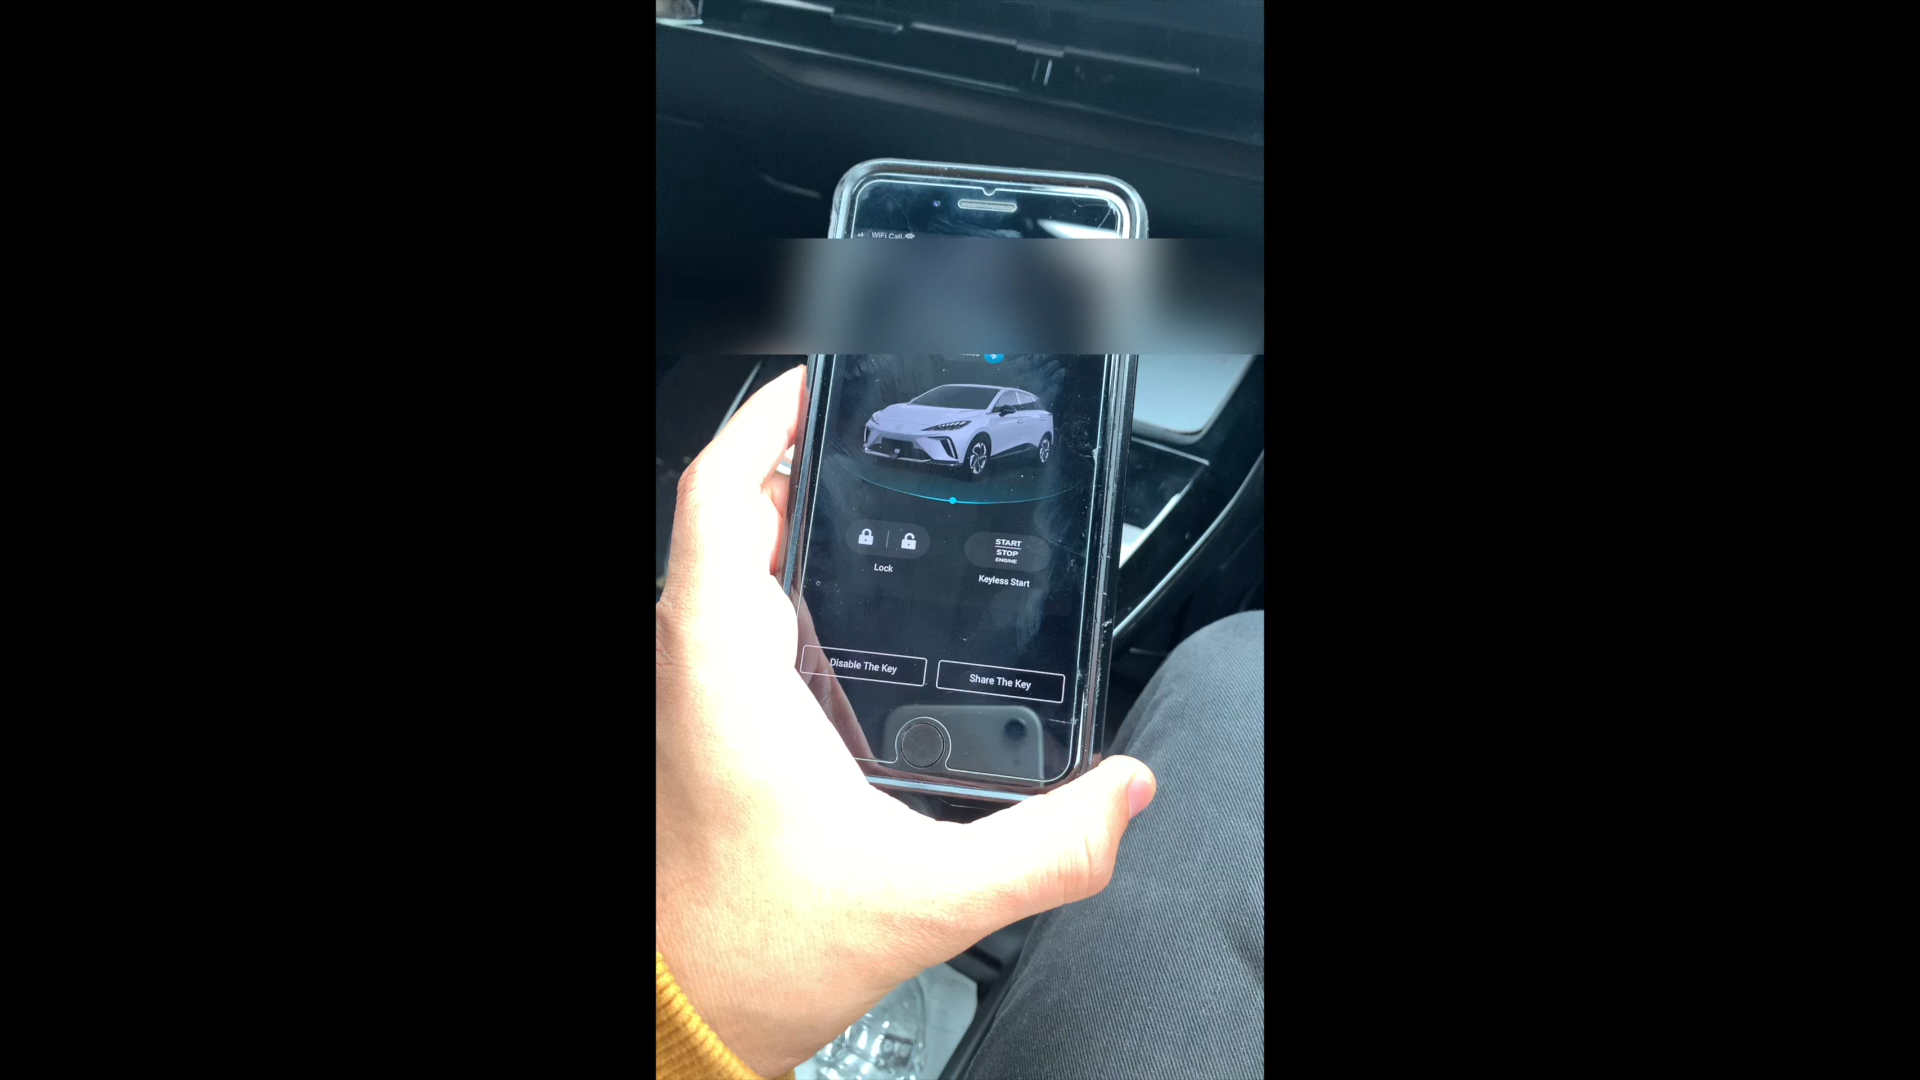 WiFi Call
START
STOP
ENGINE
Lock
Keyless Start
Disable The Key
Share The Key